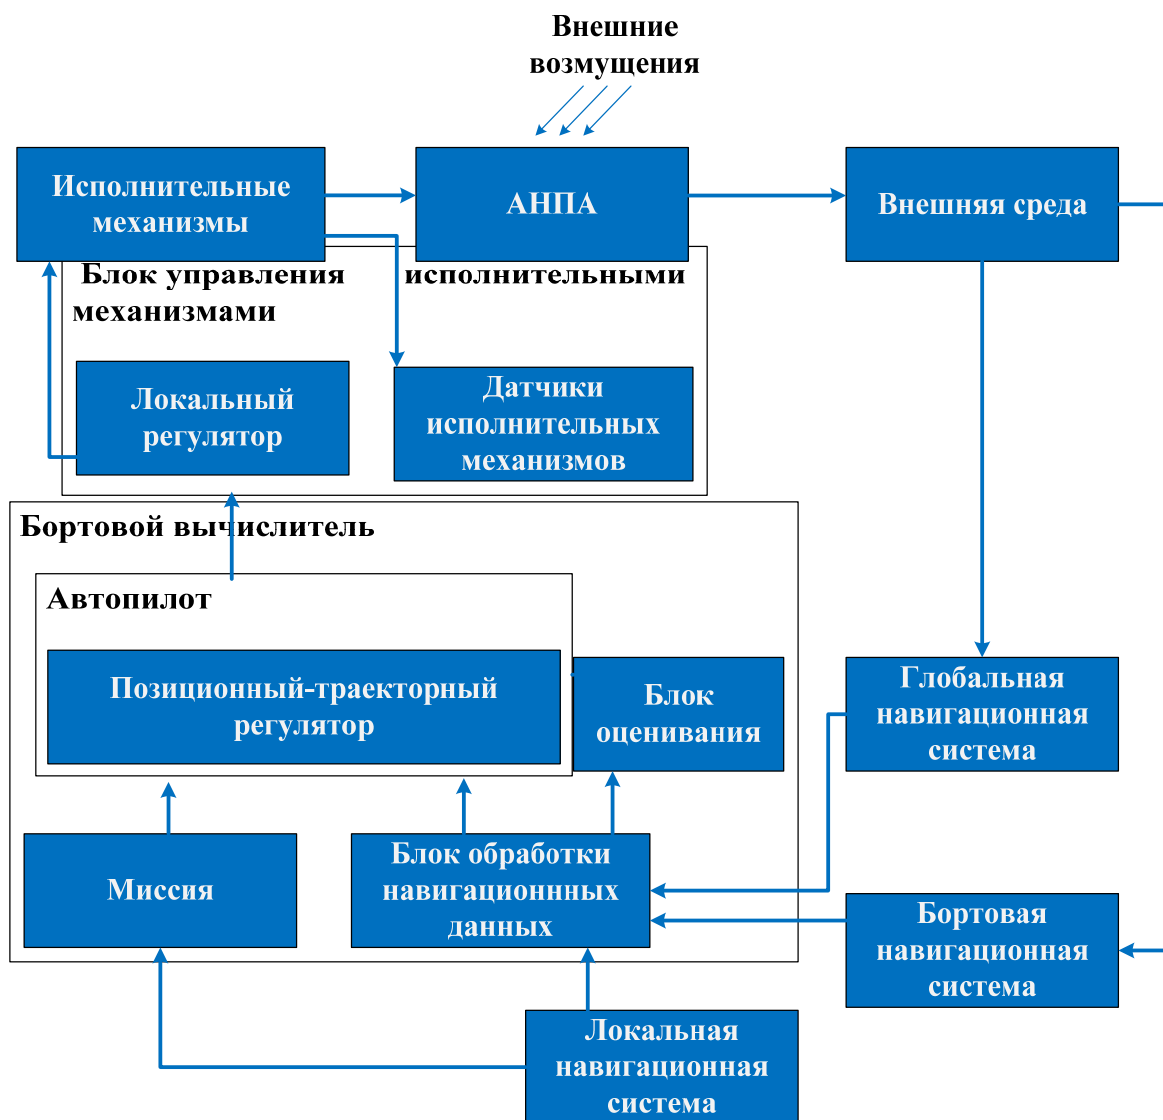 Внешние
возмущения
Исполнительные
механизмы
АНПА
Внешняя среда
Блок управления исполнительными
механизмами
Локальный
регулятор
Датчики
исполнительных
механизмов
Бортовой вычислитель
Автопилот
Позиционный-траекторный
регулятор
Блок
оценивания
Глобальная
навигационная
система
Миссия
Блок обработки
навигационнных
данных
Бортовая
навигационная
система
Локальная
навигационная
система